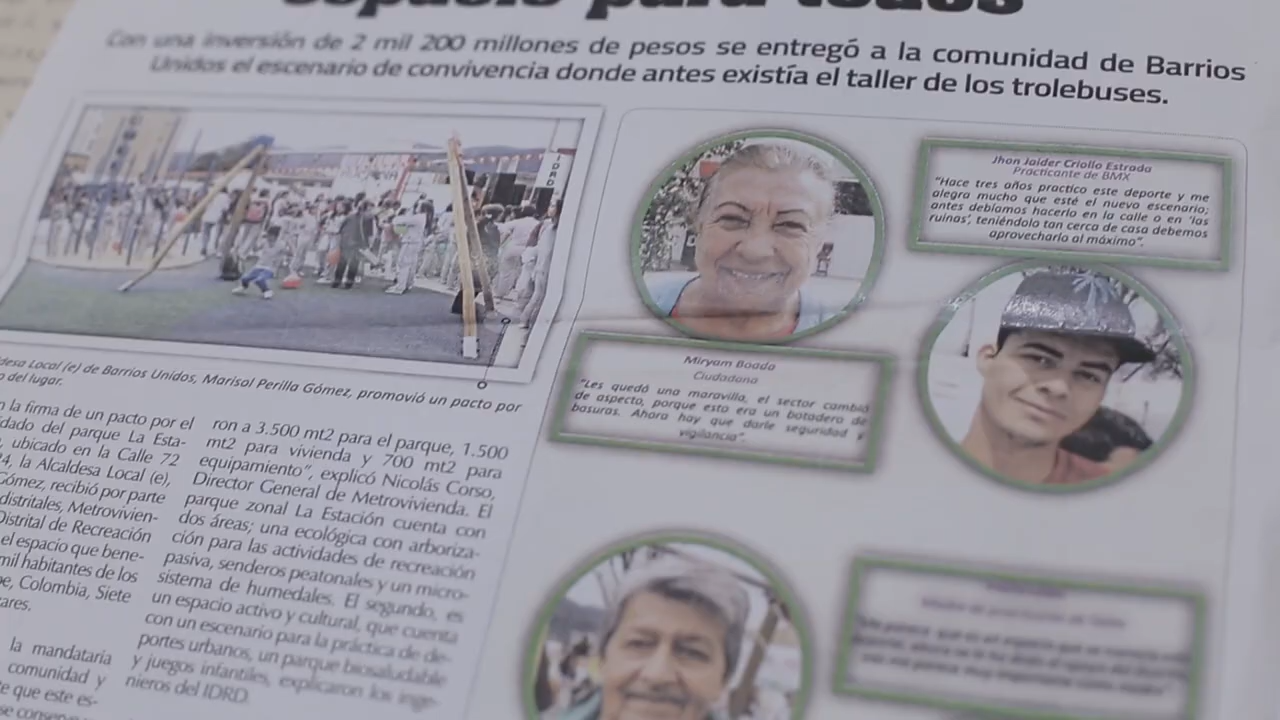 espacio para todos
Con una inversión de 2 mil 200 millones de pesos se entregó a la comunidad de Barrios
Unidos el escenario de convivencia donde antes existía el taller de los trolebuses.
IDRD
desa Local (e) de Barrios Unidos, Marisol Perilla Gómez, promovió un pacto por
o del lugar.
n la firma de un pacto por el
dado del parque La Esta-
, ubicado en la Calle 72
4, la Alcaldesa Local (e),
Gómez, recibió por parte
distritales, Metrovivien-
Distrital de Recreación
el espacio que bene-
mil habitantes de los
e, Colombia, Siete
ares.
la mandataria
comunidad y
e que este es-
ron a 3.500 mt2 para el parque, 1.500
mt2 para vivienda y 700 mt2 para
equipamiento", explicó Nicolás Corso,
Director General de Metrovivienda. El
parque zonal La Estación cuenta con
dos áreas; una ecológica con arboriza-
ción para las actividades de recreación
pasiva, senderos peatonales y un micro-
sistema de humedales. El segundo, es
un espacio activo y cultural, que cuenta
con un escenario para la práctica de de-
portes urbanos, un parque biosaludable
y juegos infantiles, explicaron los inge-
nieros del IDRD.
Miryam Boada
Ciudadana
"Les quedó una maravilla, el sector cambió
de aspecto, porque esto era un botadero de
basuras. Ahora hay que darle seguridad y
vigilancia".
Jhon Jaider Criollo Estrada
Practicante de BMX
"Hace tres años practico este deporte y me
alegra mucho que esté el nuevo escenario;
antes debíamos hacerlo en la calle o en 'las
ruinas', teniéndolo tan cerca de casa debemos
aprovecharlo al máximo".